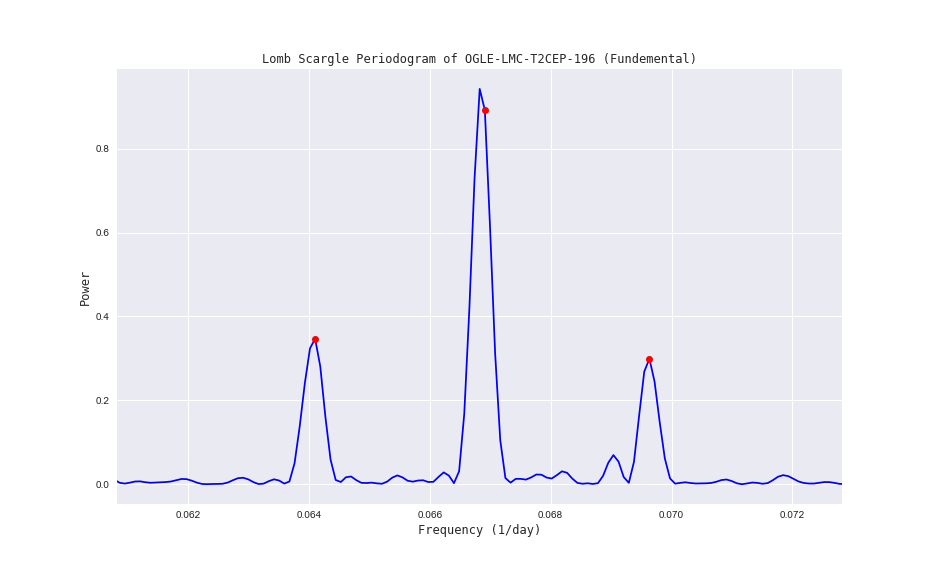 Lomb Scargle Periodogram of OGLE-LMC-T2CEP-196 (Fundemental)
0.8
0.6
0.4
0.2
0.0
Power
0.062 0.064 0.066 0.068 0.070 0.072
Frequency (1/day)